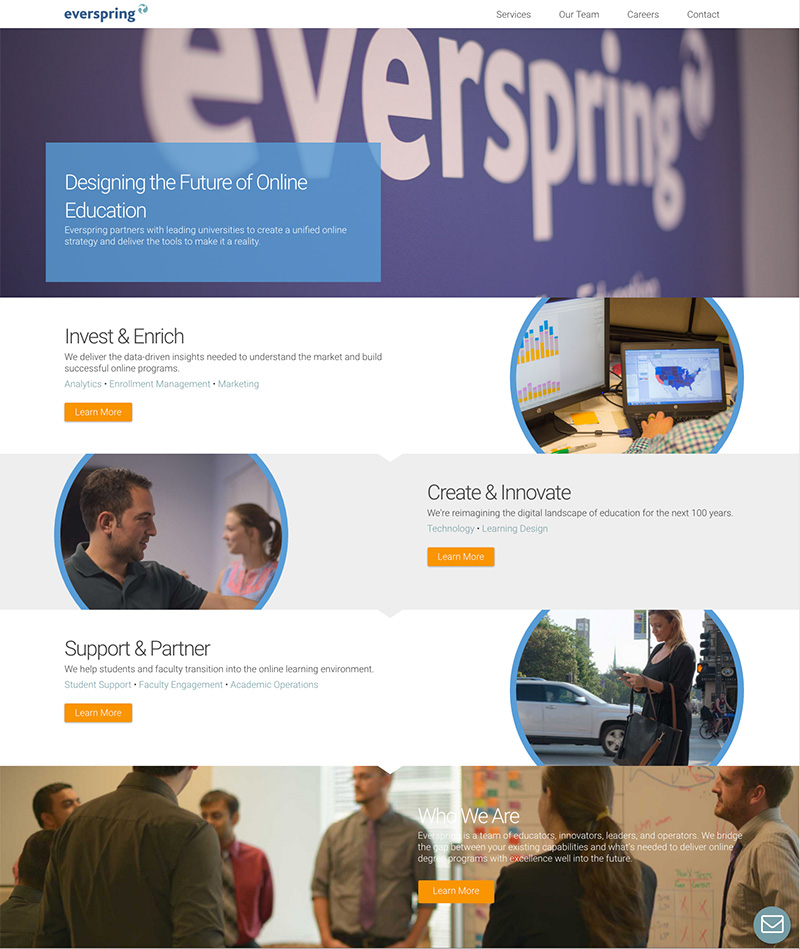 everspring
Services
Our Team
Careers
Contact
everspring
Designing the Future of Online
Education
Everspring partners with leading universities to create a unified online
strategy and deliver the tools to make it a reality.
Invest & Enrich
We deliver the data-driven insights needed to understand the market and build
successful online programs.
Analytics • Enrollment Management • Marketing
Learn More
Create & Innovate
We're reimagining the digital landscape of education for the next 100 years.
Technology • Learning Design
Learn More
Support & Partner
We help students and faculty transition into the online learning environment.
Student Support • Faculty Engagement • Academic Operations
Learn More
Who We Are
Everspring is a team of educators, innovators, leaders, and operators. We bridge
the gap between your existing capabilities and what's needed to deliver online
degree programs with excellence well into the future.
Learn More